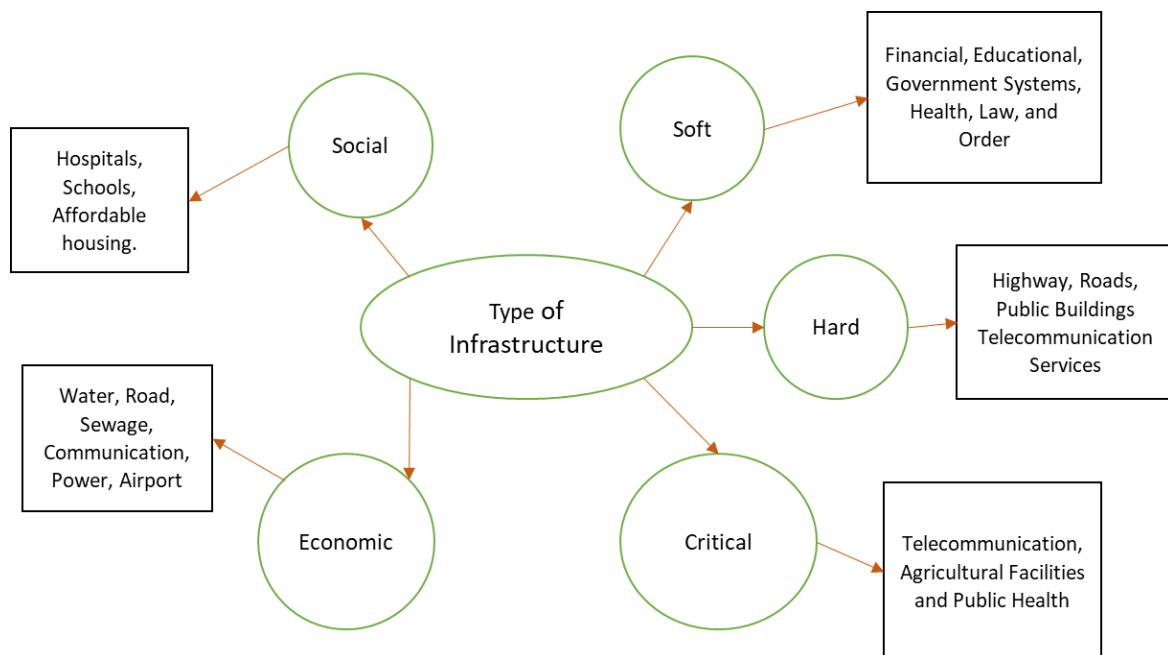 Financial, Educational,
Government Systems,
Health, Law, and
Order
Soft
Social
Hospitals,
Schools,
Affordable
housing.
Type of
Infrastructure
Hard
Highway, Roads,
Public Buildings
Telecommunication
Services
Water, Road,
Sewage,
Communication,
Power, Airport
Economic
Critical
Telecommunication,
Agricultural Facilities
and Public Health